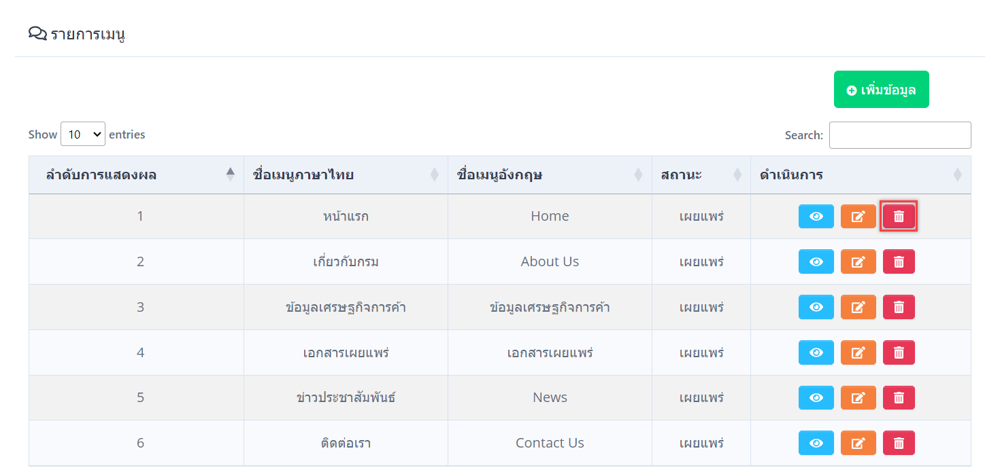 รายการเมนู
เพิ่มข้อมูล
Show 10 entries Search:
ลำดับการแสดงผล ชื่อเมนูภาษาไทย ชื่อเมนูอังกฤษ สถานะ ดำเนินการ
1 หน้าแรก Home เผยแพร่
2 เกี่ยวกับกรม About Us เผยแพร่
3 ข้อมูลเศรษฐกิจการค้า ข้อมูลเศรษฐกิจการค้า เผยแพร่
4 เอกสารเผยแพร่ เอกสารเผยแพร่ เผยแพร่
5 ข่าวประชาสัมพันธ์ News เผยแพร่
6 ติดต่อเรา Contact Us เผยแพร่